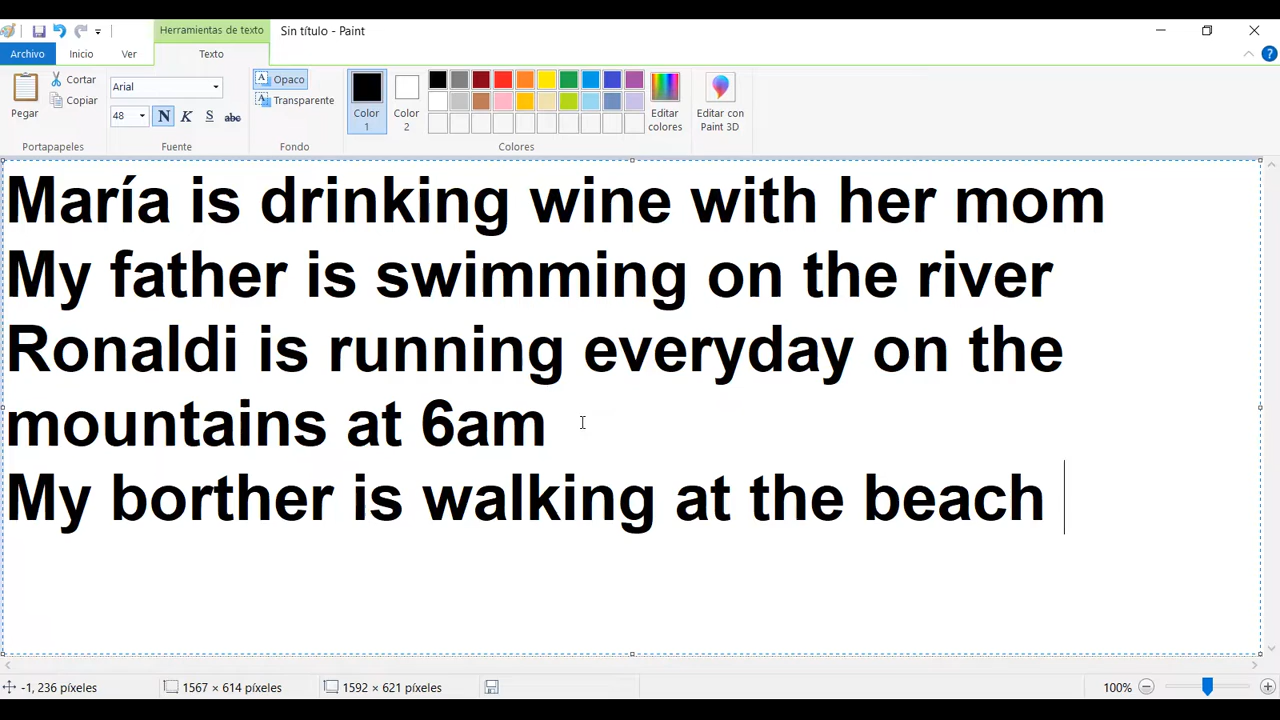 Herramientas de texto
Sin título - Paint
Archivo Inicio Ver Texto
Pegar
Cortar
Copiar
Portapapeles
Arial
48 N K S abc
Fuente
Opaco
Transparente
Fondo
Color 1
Color 2
Editar colores
Colores
Editar con Paint 3D
María is drinking wine with her mom
My father is swimming on the river
Ronaldi is running everyday on the
mountains at 6am
My borther is walking at the beach
-1, 236 píxeles 1567 × 614 píxeles 1592 × 621 píxeles 100%